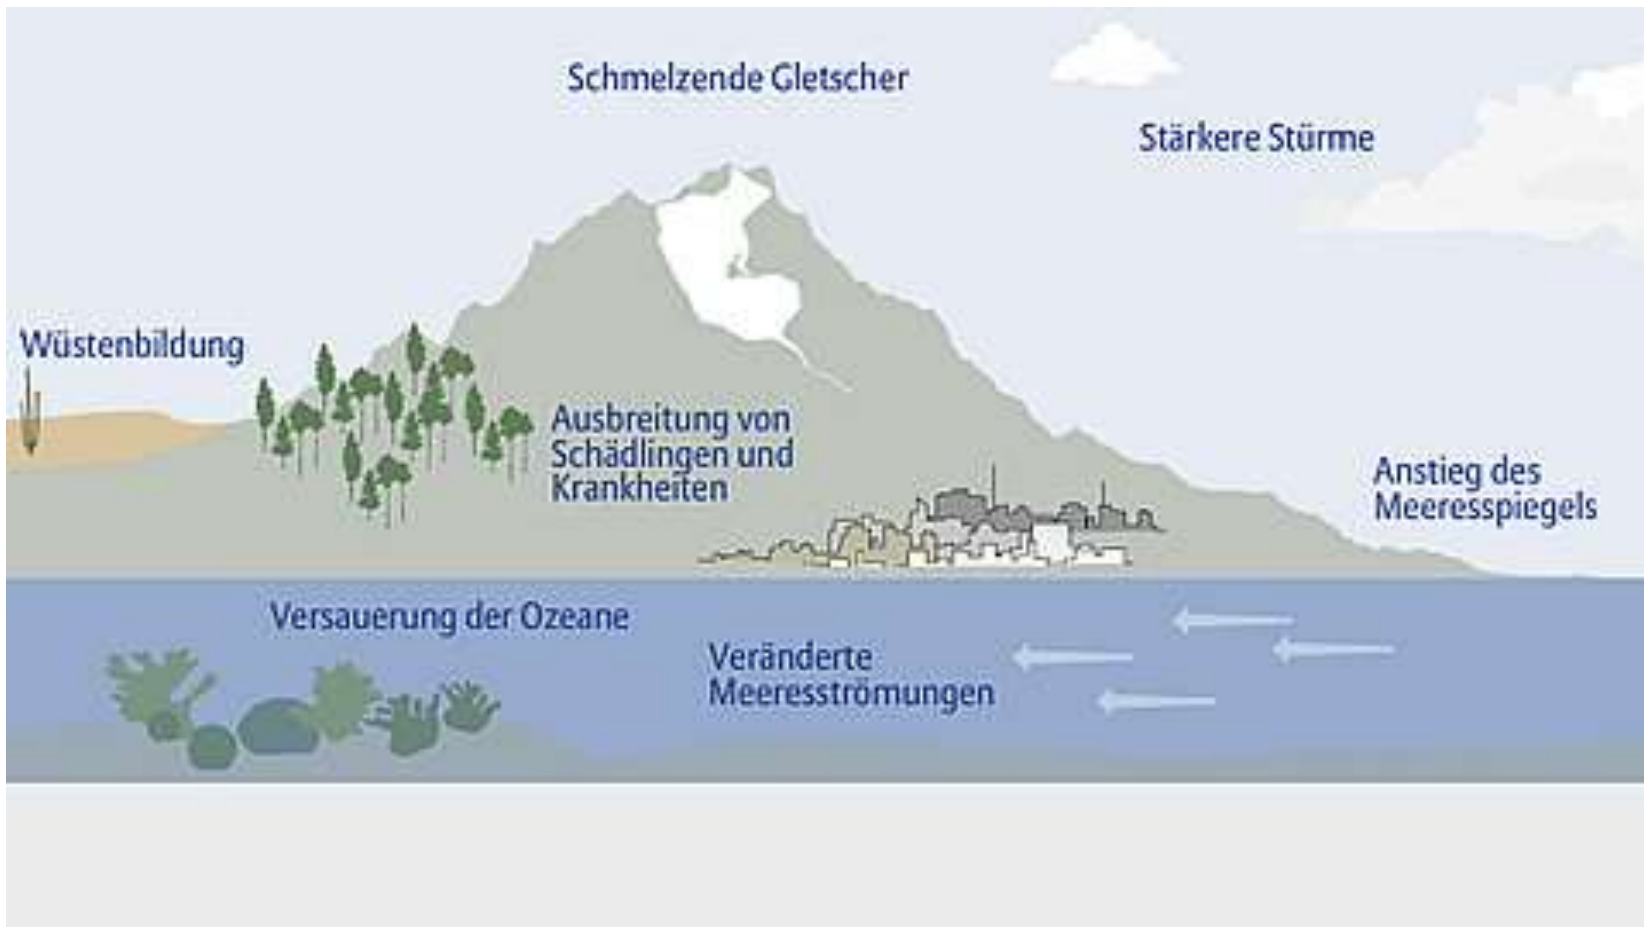 Schmelzende Gletscher
Stärkere Stürme
Wüstenbildung
Ausbreitung von
Schädlingen und
Krankheiten
Anstieg des
Meeresspiegels
Versauerung der Ozeane
Veränderte
Meeresströmungen